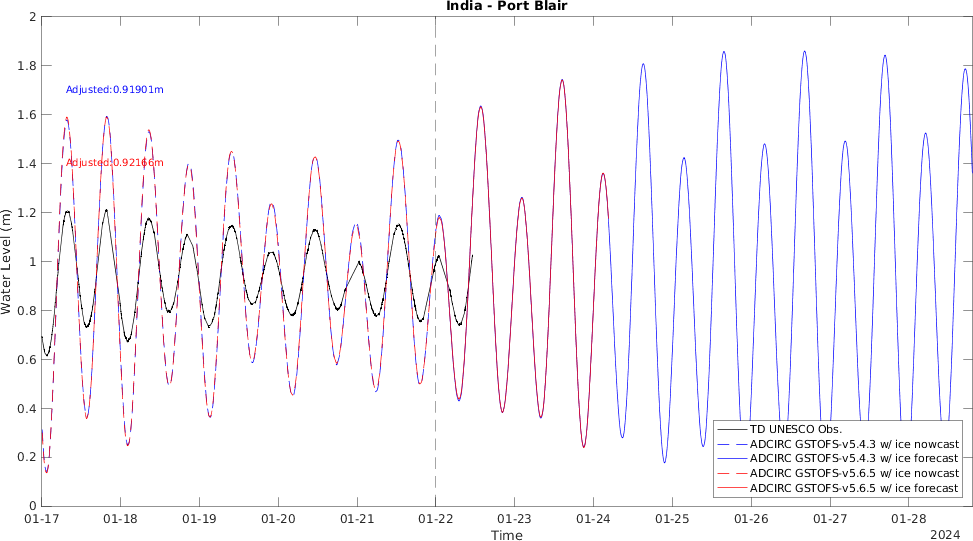 India - Port Blair
Water Level (m)
2
1.8
1.6
1.4
1.2
1
0.8
0.6
0.4
0.2
0
Adjusted:0.91901m
Adjusted:0.92166m
TD UNESCO Obs.
ADCIRC GSTOFS-v5.4.3 w/ ice nowcast
ADCIRC GSTOFS-v5.4.3 w/ ice forecast
ADCIRC GSTOFS-v5.6.5 w/ ice nowcast
ADCIRC GSTOFS-v5.6.5 w/ ice forecast
01-17 01-18 01-19 01-20 01-21 01-22 01-23 01-24 01-25 01-26 01-27 01-28
Time
2024